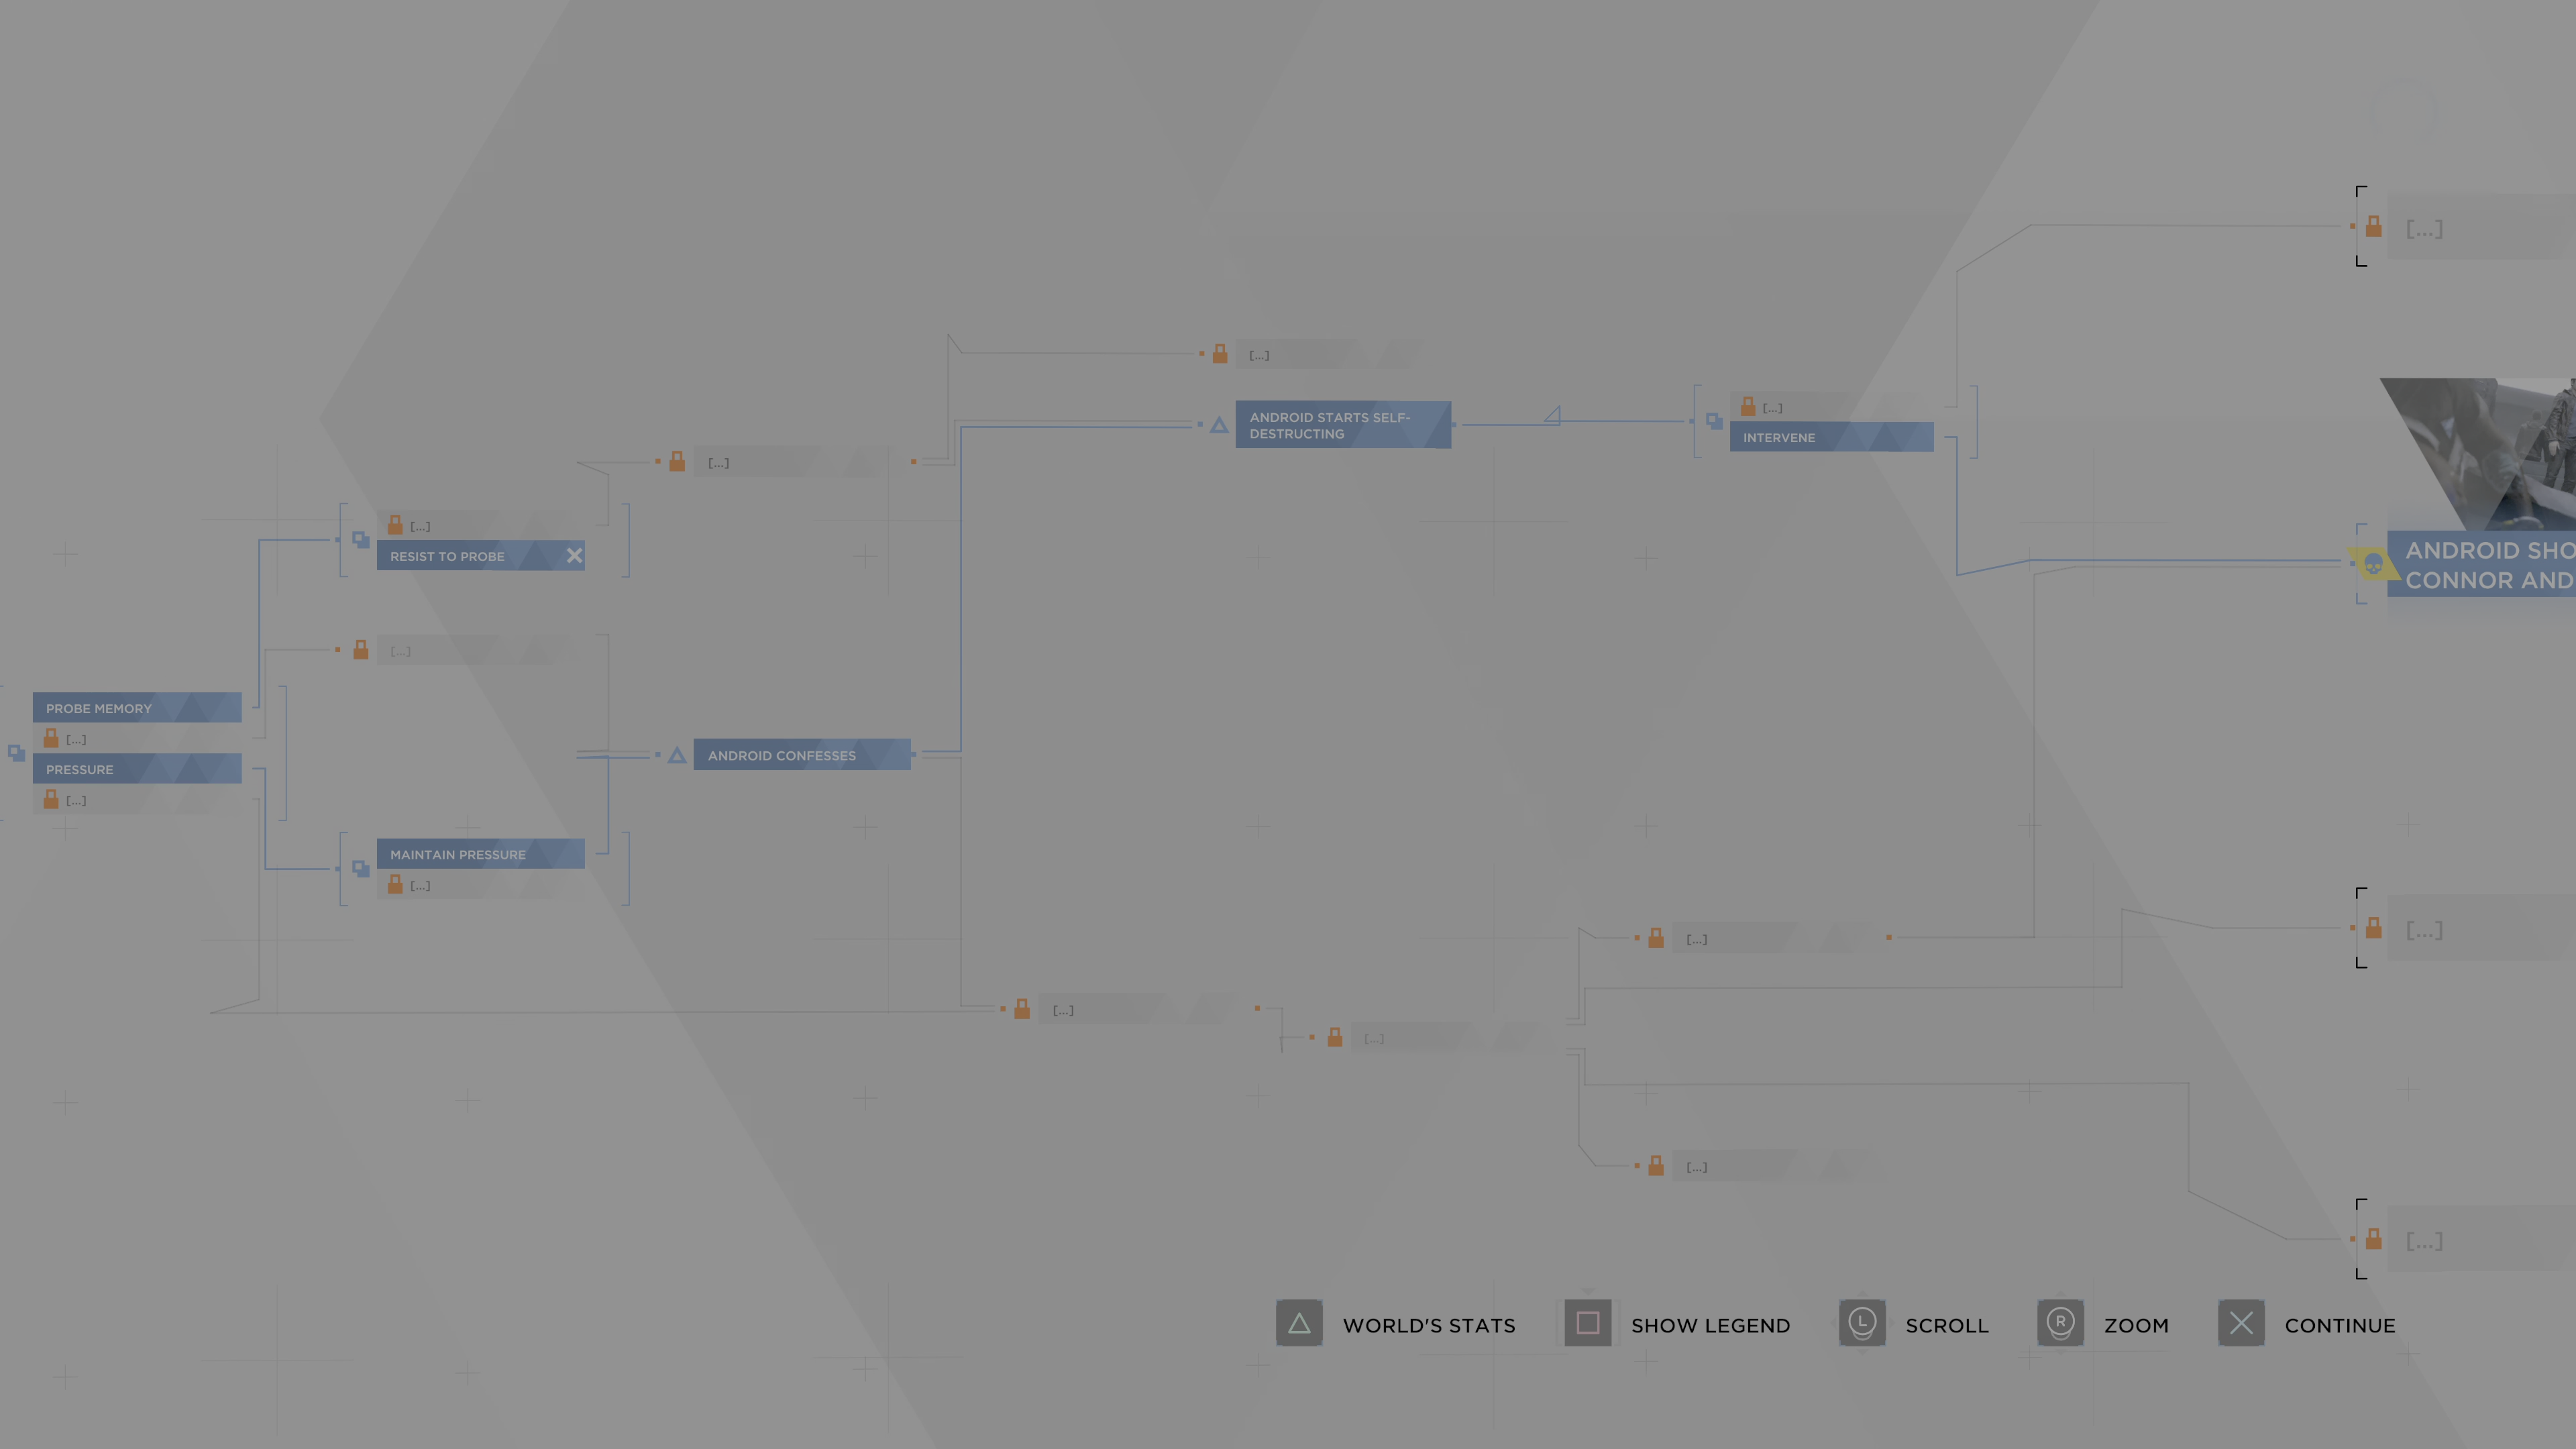 [...]
[...]
ANDROID STARTS SELF-
DESTRUCTING
[...]
INTERVENE
[...]
[...]
RESIST TO PROBE
ANDROID SHO
CONNOR AND
[...]
PROBE MEMORY
[...]
PRESSURE
[...]
ANDROID CONFESSES
MAINTAIN PRESSURE
[...]
[...]
[...]
[...]
[...]
[...]
[...]
WORLD'S STATS
SHOW LEGEND
L
SCROLL
R
ZOOM
CONTINUE